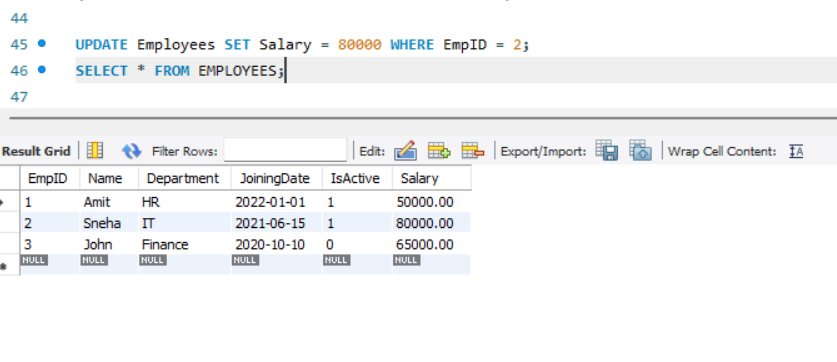 44
45 UPDATE Employees SET Salary = 80000 WHERE EmpID = 2;
46 SELECT * FROM EMPLOYEES;
47
Result Grid Filter Rows: Edit: Export/Import: Wrap Cell Content: IA
EmpID Name Department JoiningDate IsActive Salary
1 Amit HR 2022-01-01 1 50000.00
2 Sneha IT 2021-06-15 1 80000.00
3 John Finance 2020-10-10 0 65000.00
NULL NULL NULL NULL NULL NULL